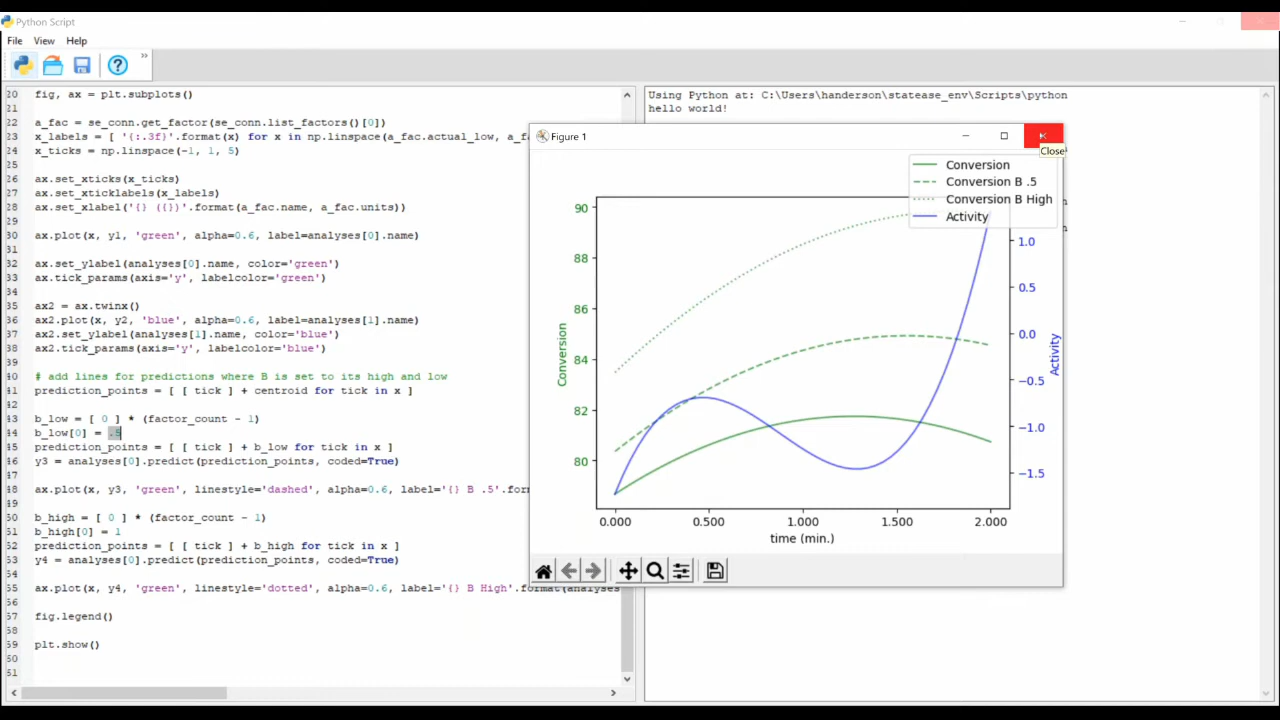 Python Script
File View Help
»
20 fig, ax = plt.subplots()
21
22 a_fac = se_conn.get_factor(se_conn.list_factors()[0])
23 x_labels = [ '{:.3f}'.format(x) for x in np.linspace(a_fac.actual_low, a_fa
24 x_ticks = np.linspace(-1, 1, 5)
25
26 ax.set_xticks(x_ticks)
27 ax.set_xticklabels(x_labels)
28 ax.set_xlabel('{} ({})'.format(a_fac.name, a_fac.units))
29
30 ax.plot(x, y1, 'green', alpha=0.6, label=analyses[0].name)
31
32 ax.set_ylabel(analyses[0].name, color='green')
33 ax.tick_params(axis='y', labelcolor='green')
34
35 ax2 = ax.twinx()
36 ax2.plot(x, y2, 'blue', alpha=0.6, label=analyses[1].name)
37 ax2.set_ylabel(analyses[1].name, color='blue')
38 ax2.tick_params(axis='y', labelcolor='blue')
39
40 # add lines for predictions where B is set to its high and low
41 prediction_points = [ [ tick ] + centroid for tick in x ]
42
43 b_low = [ 0 ] * (factor_count - 1)
44 b_low[0] = .5
45 prediction_points = [ [ tick ] + b_low for tick in x ]
46 y3 = analyses[0].predict(prediction_points, coded=True)
47
48 ax.plot(x, y3, 'green', linestyle='dashed', alpha=0.6, label='{} B .5'.for
49
50 b_high = [ 0 ] * (factor_count - 1)
51 b_high[0] = 1
52 prediction_points = [ [ tick ] + b_high for tick in x ]
53 y4 = analyses[0].predict(prediction_points, coded=True)
54
55 ax.plot(x, y4, 'green', linestyle='dotted', alpha=0.6, label='{} B High'.format(analyses
56
57 fig.legend()
58
59 plt.show()
60
61
Using Python at: C:\Users\handerson\statease_env\Scripts\python
hello world!
Figure 1
Close
Conversion
Conversion B .5
Conversion B High
Activity
90
88
86
84
82
80
Conversion
1.0
0.5
0.0
−0.5
−1.0
−1.5
Activity
0.000 0.500 1.000 1.500 2.000
time (min.)